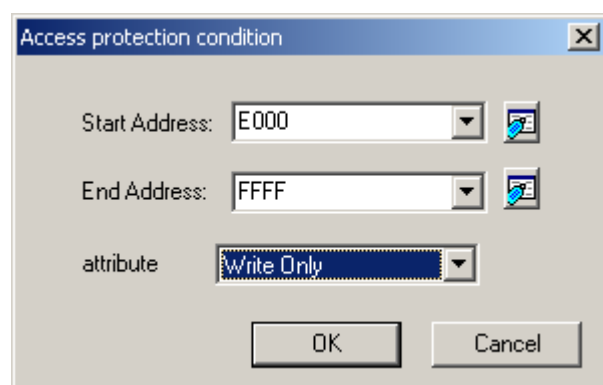 Access protection condition
Start Address: E000
End Address: FFFF
attribute Write Only
OK Cancel